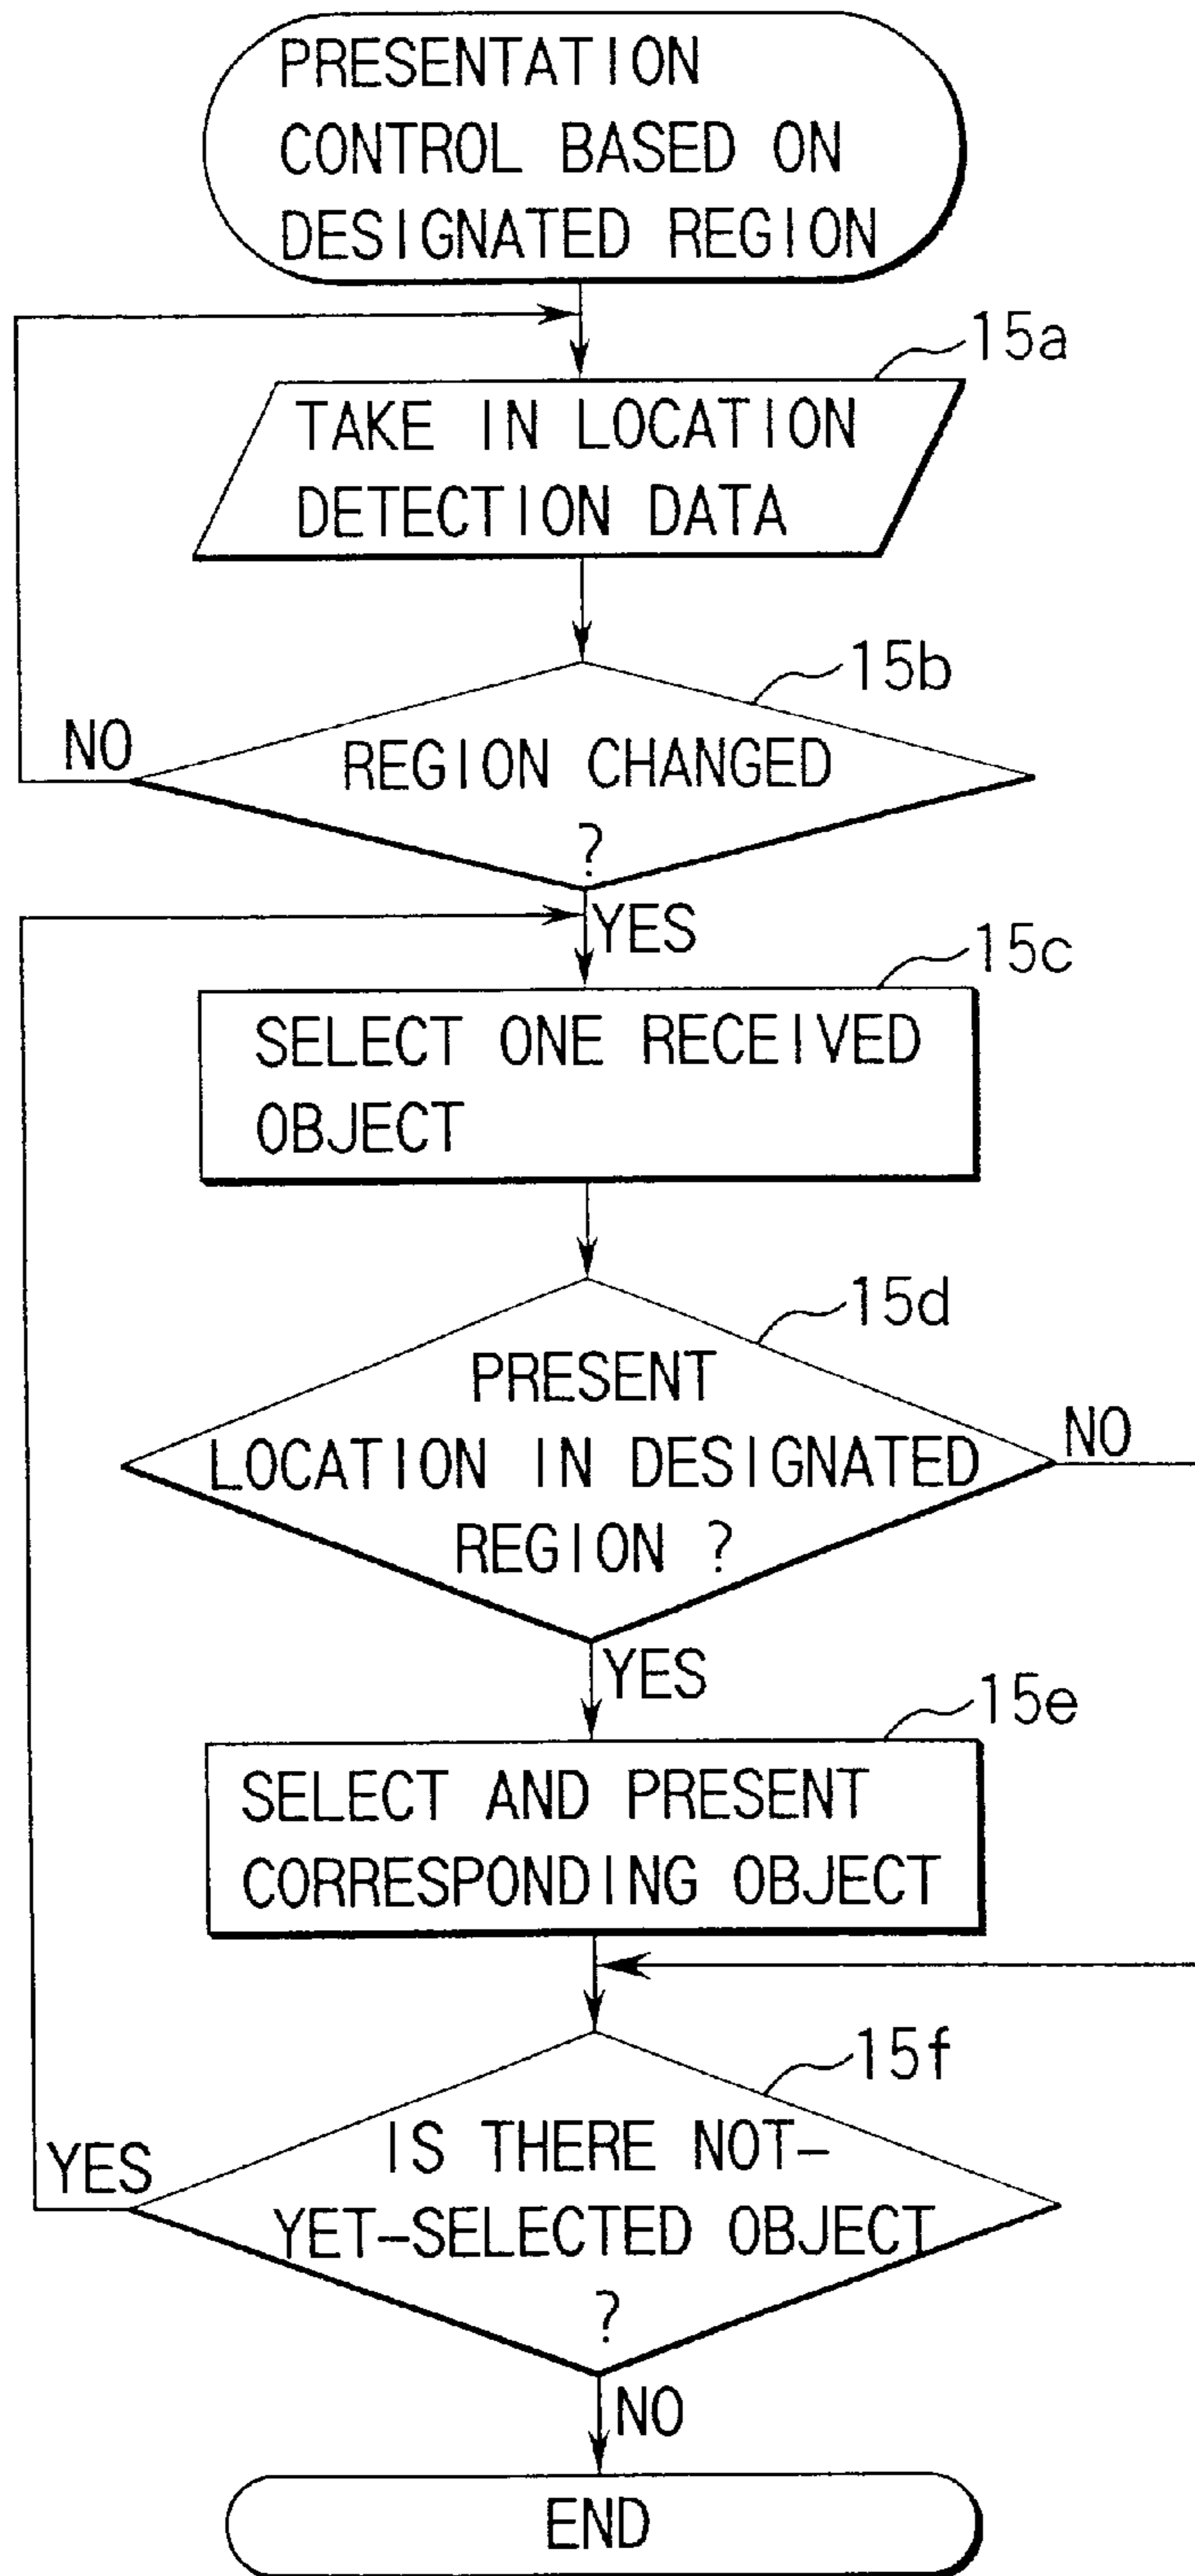 PRESENTATION
CONTROL BASED ON
DESIGNATED REGION
15a
TAKE IN LOCATION
DETECTION DATA
15b
NO
REGION CHANGED
?
YES
15c
SELECT ONE RECEIVED
OBJECT
15d
PRESENT
LOCATION IN DESIGNATED
REGION ?
NO
YES
15e
SELECT AND PRESENT
CORRESPONDING OBJECT
15f
IS THERE NOT-
YET-SELECTED OBJECT
?
YES
NO
END